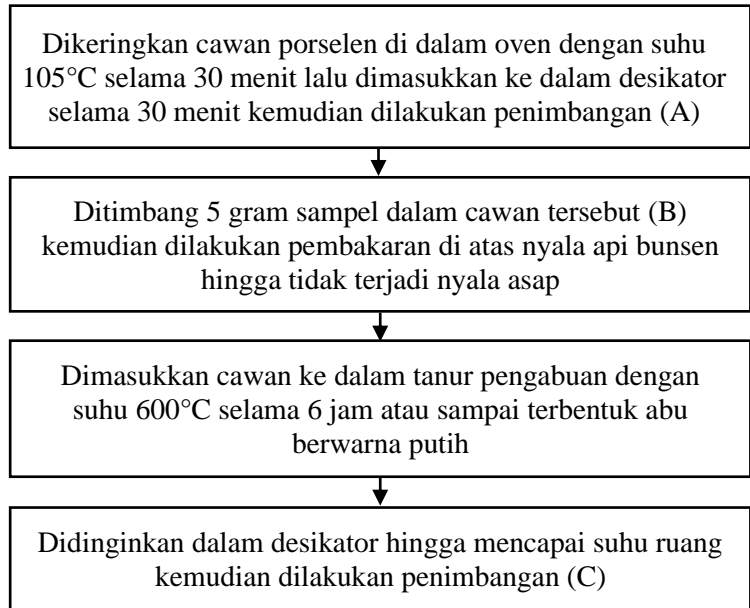 Dikeringkan cawan porselen di dalam oven dengan suhu
105°C selama 30 menit lalu dimasukkan ke dalam desikator
selama 30 menit kemudian dilakukan penimbangan (A)
Ditimbang 5 gram sampel dalam cawan tersebut (B)
kemudian dilakukan pembakaran di atas nyala api bunsen
hingga tidak terjadi nyala asap
Dimasukkan cawan ke dalam tanur pengabuan dengan
suhu 600°C selama 6 jam atau sampai terbentuk abu
berwarna putih
Didinginkan dalam desikator hingga mencapai suhu ruang
kemudian dilakukan penimbangan (C)